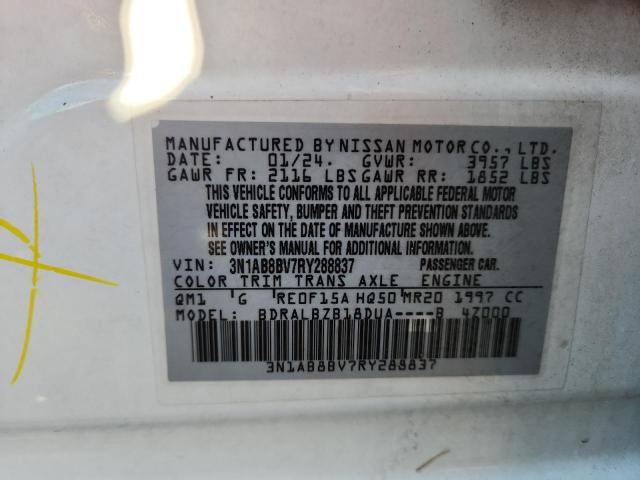 MANUFACTURED BY NISSAN MOTOR CO., LTD.
DATE: 01/24. GVWR: 3957 LBS
GAWR FR: 2116 LBS GAWR RR: 1852 LBS
THIS VEHICLE CONFORMS TO ALL APPLICABLE FEDERAL MOTOR
VEHICLE SAFETY, BUMPER AND THEFT PREVENTION STANDARDS
IN EFFECT ON THE DATE OF MANUFACTURE SHOWN ABOVE.
SEE OWNER'S MANUAL FOR ADDITIONAL INFORMATION.
VIN: 3N1AB8BV7RY288837 PASSENGER CAR.
COLOR TRIM TRANS AXLE ENGINE
QM1 G RE0F15A HQ50 MR20 1997 CC
MODEL: BDRALBZB18DUA----B 4Z000
3N1AB8BV7RY288837